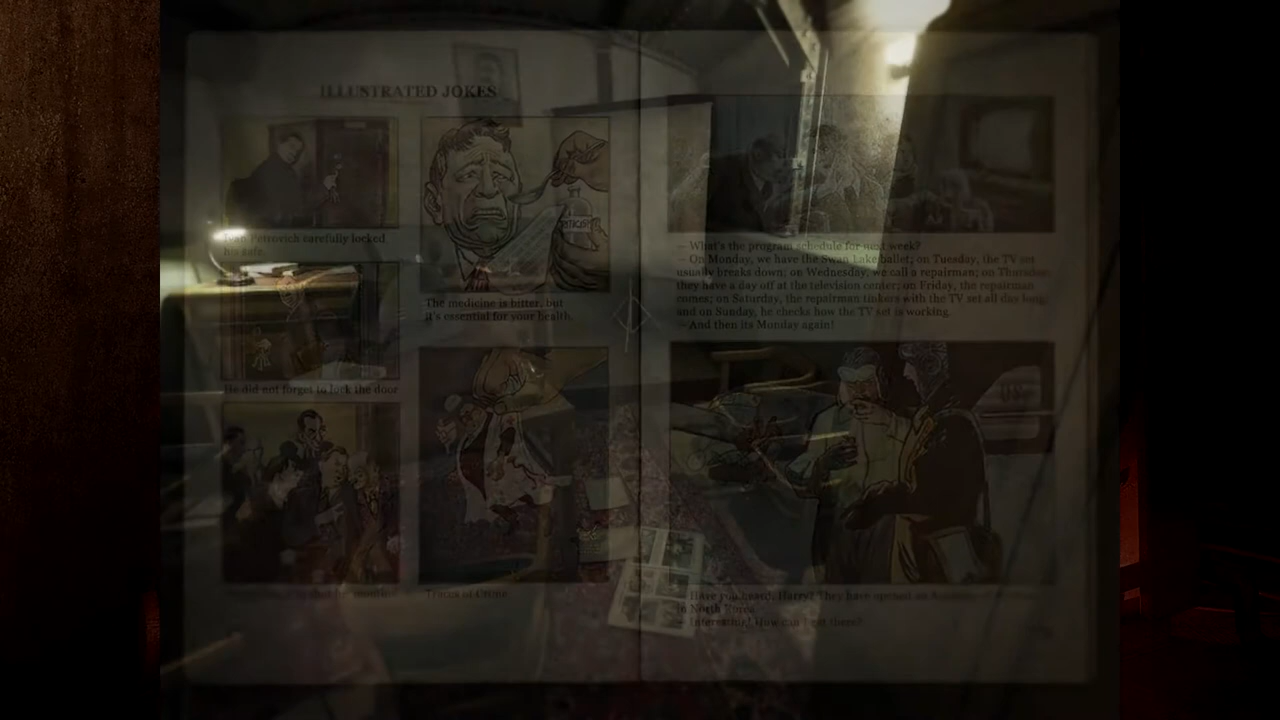 ILLUSTRATED JOKES
Ivan Petrovich carefully locked
his safe.
He did not forget to lock the door
The medicine is bitter, but
it's essential for your health.
Traces of Crime
—What's the program schedule for next week?
—On Monday, we have the Swan Lake ballet; on Tuesday, the TV set
usually breaks down; on Wednesday, we call a repairman; on Thursday
they have a day off at the television center; on Friday, the repairman
comes; on Saturday, the repairman tinkers with the TV set all day long;
and on Sunday, he checks how the TV set is working.
—And then its Monday again!
—Have you heard, Harry? They have opened an
in North Korea
—Interesting! How can I get there?